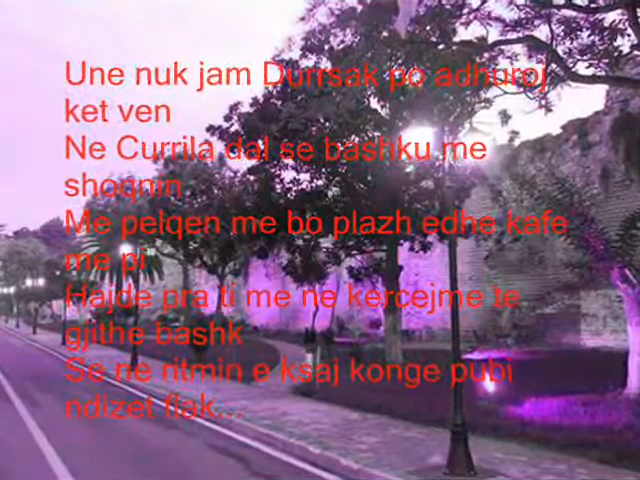 Une nuk jam Durrsak po adhuroj
ket ven
Ne Currila dal se bashku me
shoqnin
Me pelqen me bo plazh edhe kafe
me pi
Hajde pra ti me ne kercejme te
gjithe bashk
Se ne ritmin e ksaj konge pubi
ndizet flak...